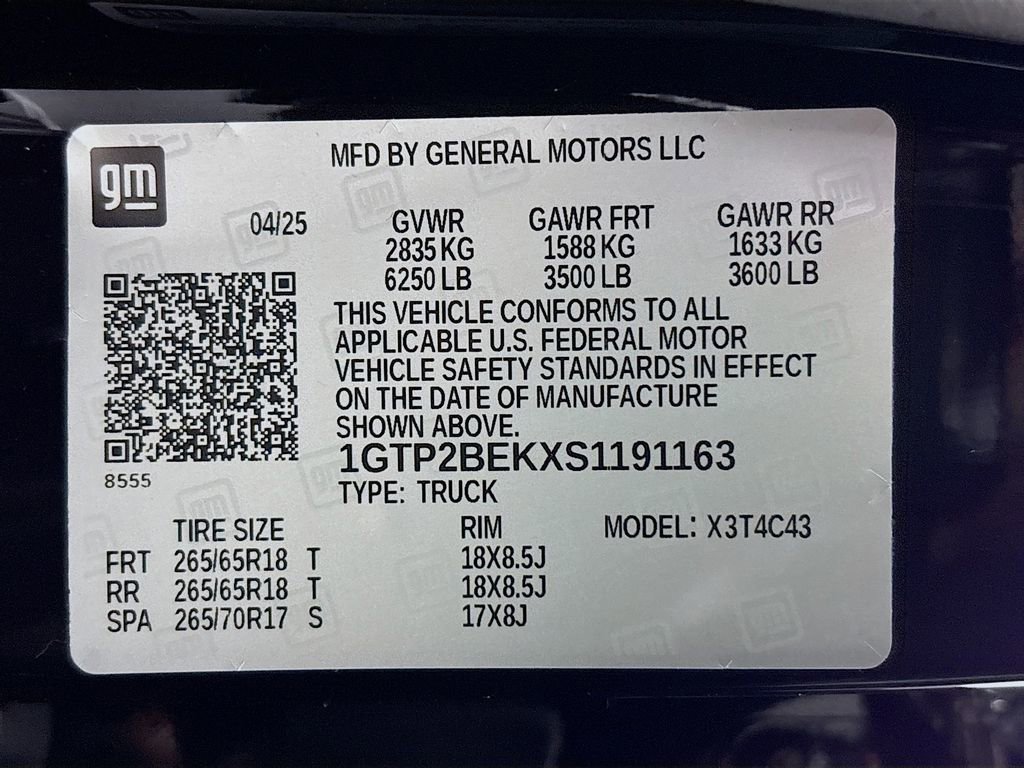 gm
MFD BY GENERAL MOTORS LLC
04/25 GVWR GAWR FRT GAWR RR
2835 KG 1588 KG 1633 KG
6250 LB 3500 LB 3600 LB
THIS VEHICLE CONFORMS TO ALL
APPLICABLE U.S. FEDERAL MOTOR
VEHICLE SAFETY STANDARDS IN EFFECT
ON THE DATE OF MANUFACTURE
SHOWN ABOVE.
1GTP2BEKXS1191163
8555
TYPE: TRUCK
TIRE SIZE RIM MODEL: X3T4C43
FRT 265/65R18 T 18X8.5J
RR 265/65R18 T 18X8.5J
SPA 265/70R17 S 17X8J